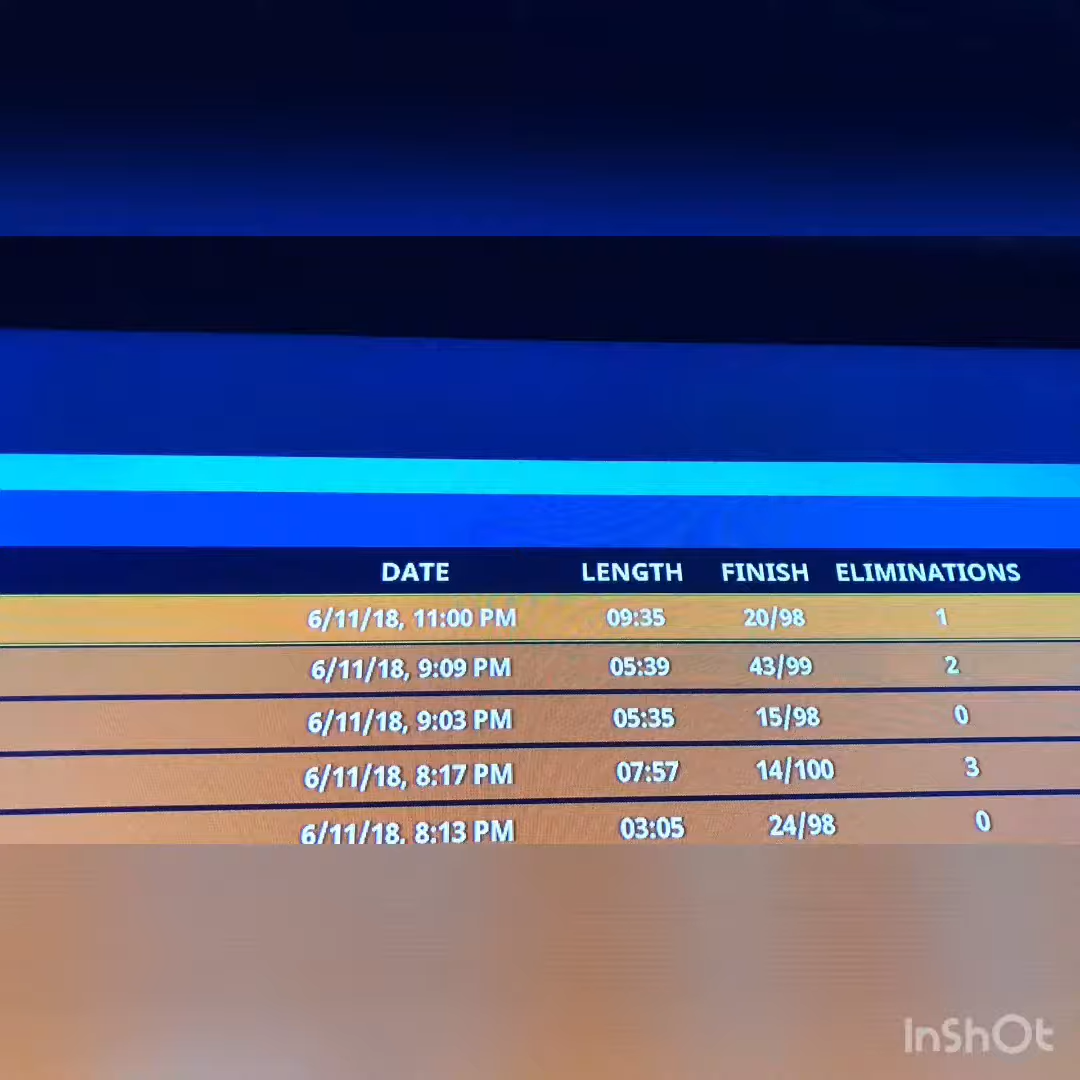 DATE LENGTH FINISH ELIMINATIONS
6/11/18, 11:00 PM 09:35 20/98 1
6/11/18, 9:09 PM 05:39 43/99 2
6/11/18, 9:03 PM 05:35 15/98 0
6/11/18, 8:17 PM 07:57 14/100 3
6/11/18, 8:13 PM 03:05 24/98 0
InShOt